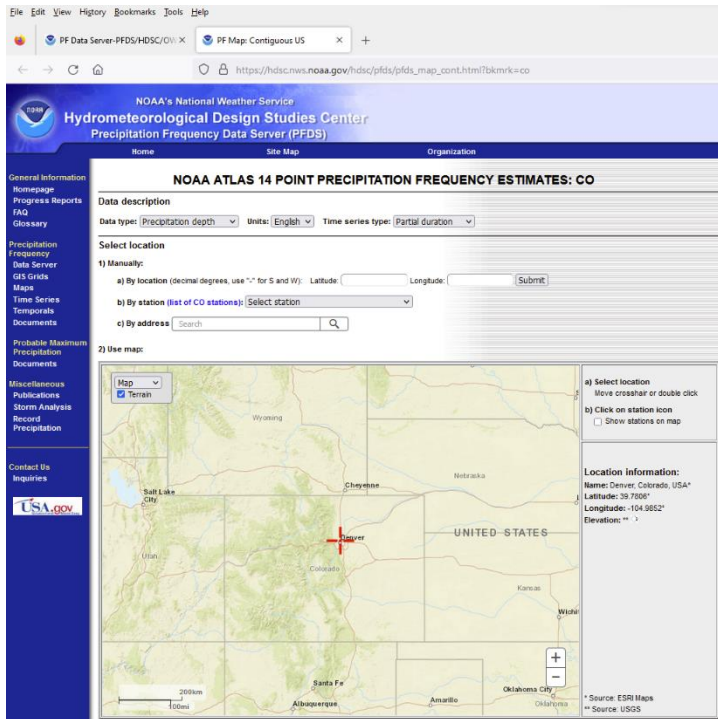 File Edit View History Bookmarks Tools Help
PF Data Server-PFDS/HDSC/OW × PF Map: Contiguous US × +
https://hdsc.nws.noaa.gov/hdsc/pfds/pfds_map_cont.html?bkmrk=co
NOAA
NOAA's National Weather Service
Hydrometeorological Design Studies Center
Precipitation Frequency Data Server (PFDS)
Home Site Map Organization
General Information
Homepage
Progress Reports
FAQ
Glossary
Precipitation
Frequency
Data Server
GIS Grids
Maps
Time Series
Temporals
Documents
Probable Maximum
Precipitation
Documents
Miscellaneous
Publications
Storm Analysis
Record
Precipitation
Contact Us
Inquiries
USA.gov
NOAA ATLAS 14 POINT PRECIPITATION FREQUENCY ESTIMATES: CO
Data description
Data type: Precipitation depth Units: English Time series type: Partial duration
Select location
1) Manually:
a) By location (decimal degrees, use "-" for S and W): Latitude: Longitude: Submit
b) By station (list of CO stations): Select station
c) By address Search
2) Use map:
Map
Terrain
Wyoming
Salt Lake
City
Cheyenne
Nebraska
Denver
UNITED STATES
Utah
Colorado
Kansas
Wichit
+
−
Santa Fe
Albuquerque
Amarillo
Oklahoma City
Oklahoma
200km
100mi
a) Select location
Move crosshair or double click
b) Click on station icon
Show stations on map
Location information:
Name: Denver, Colorado, USA*
Latitude: 39.7806°
Longitude: -104.9852°
Elevation: **
* Source: ESRI Maps
** Source: USGS